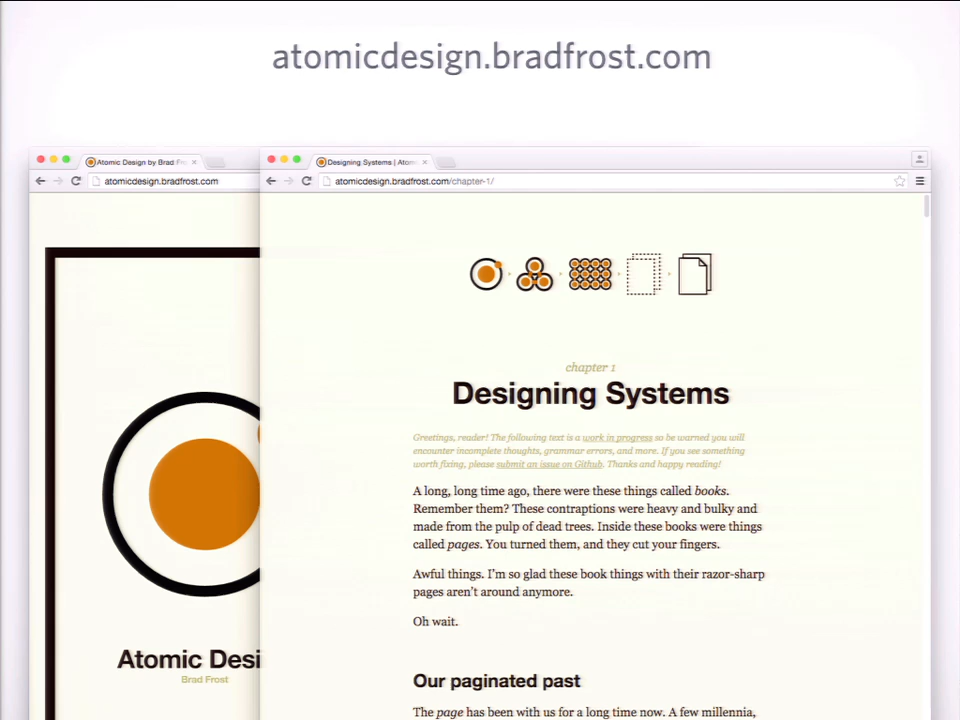 atomicdesign.bradfrost.com
Atomic Design by Brad Fr
atomicdesign.bradfrost.com
Designing Systems | Atom
atomicdesign.bradfrost.com/chapter-1/
chapter 1
Designing Systems
Greetings, reader! The following text is a work in progress so be warned you will
encounter incomplete thoughts, grammar errors, and more. If you see something
worth fixing, please submit an issue on Github. Thanks and happy reading!
A long, long time ago, there were these things called books.
Remember them? These contraptions were heavy and bulky and
made from the pulp of dead trees. Inside these books were things
called pages. You turned them, and they cut your fingers.
Awful things. I'm so glad these book things with their razor-sharp
pages aren't around anymore.
Oh wait.
Our paginated past
The page has been with us for a long time now. A few millennia,
Atomic Desi
Brad Frost